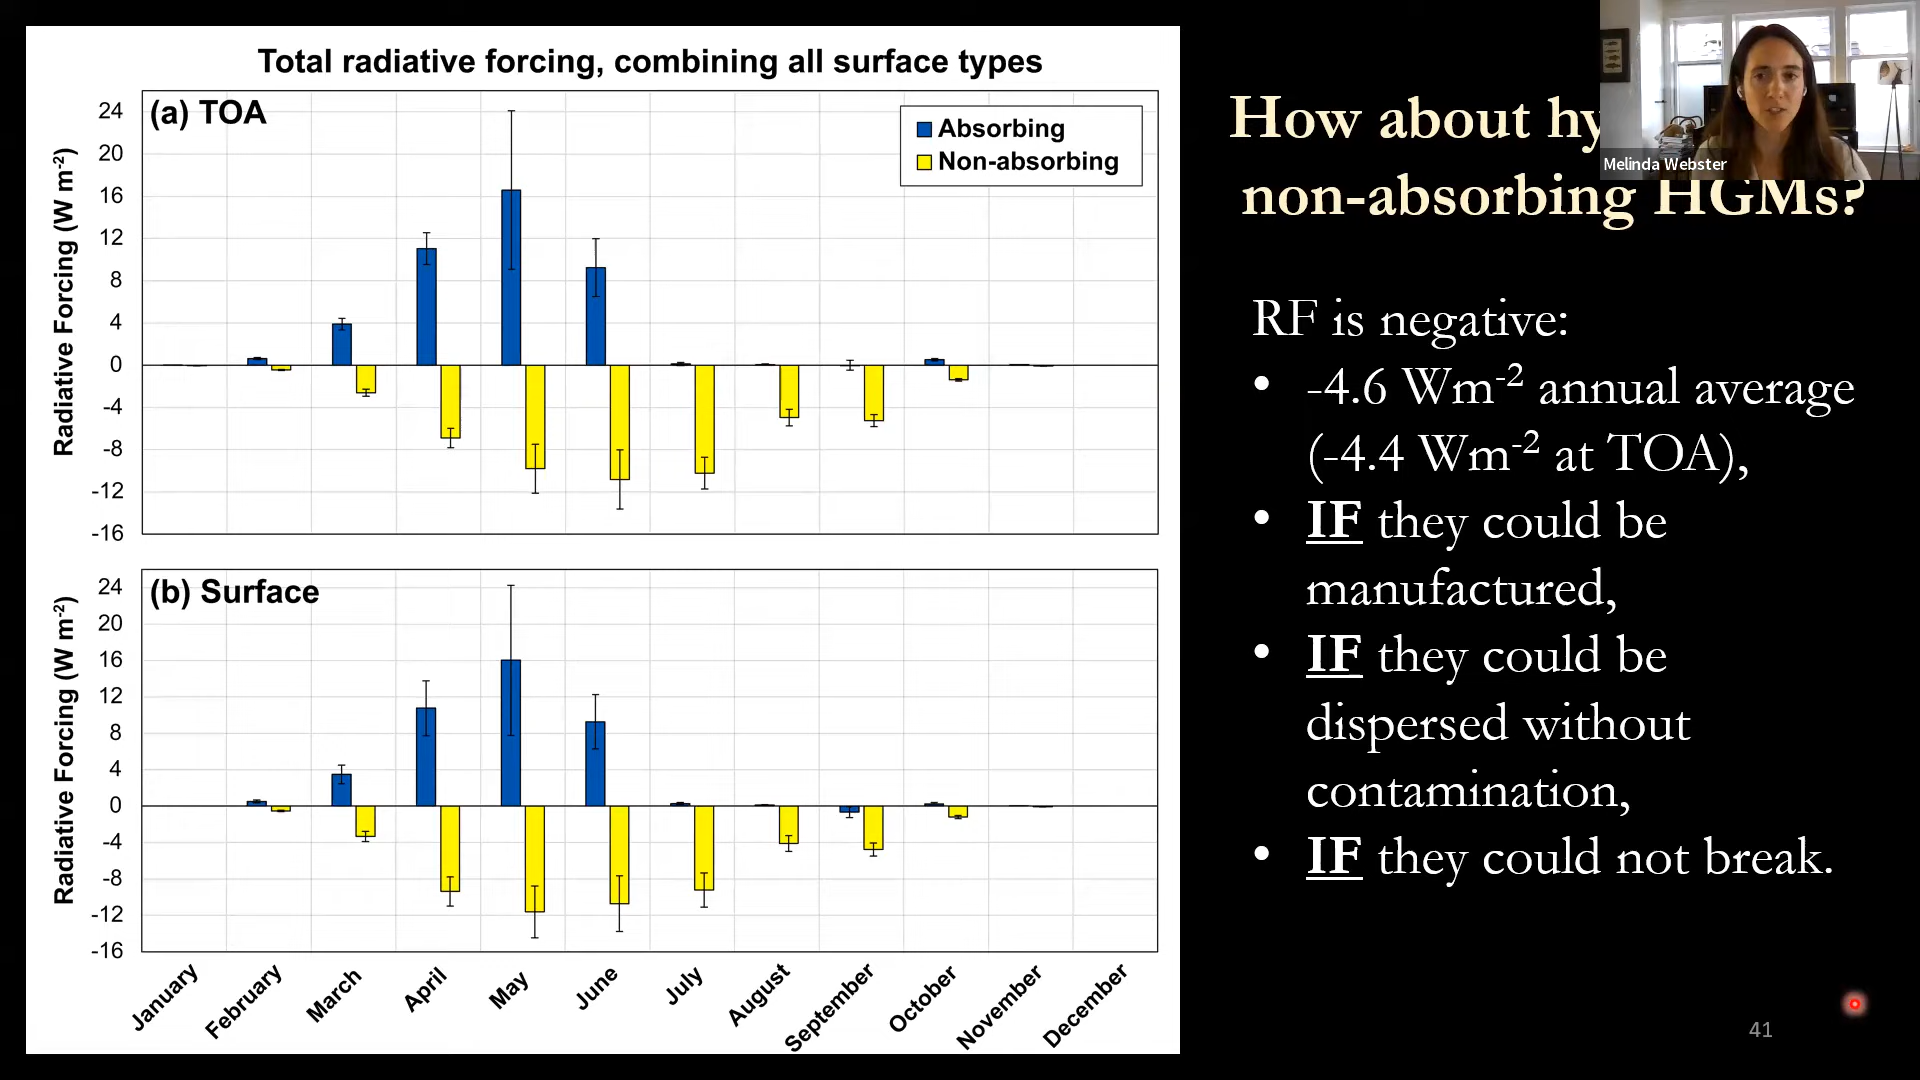 Total radiative forcing, combining all surface types
(a) TOA
Absorbing
Non-absorbing
Radiative Forcing (W m-2)
24
20
16
12
8
4
0
-4
-8
-12
-16
(b) Surface
Radiative Forcing (W m-2)
24
20
16
12
8
4
0
-4
-8
-12
-16
January
February
March
April
May
June
July
August
September
October
November
December
Melinda Webster
How about
non-absorbing HGMs?
RF is negative:
• -4.6 Wm-2 annual average
(-4.4 Wm-2 at TOA),
• IF they could be
manufactured,
• IF they could be
dispersed without
contamination,
• IF they could not break.
41